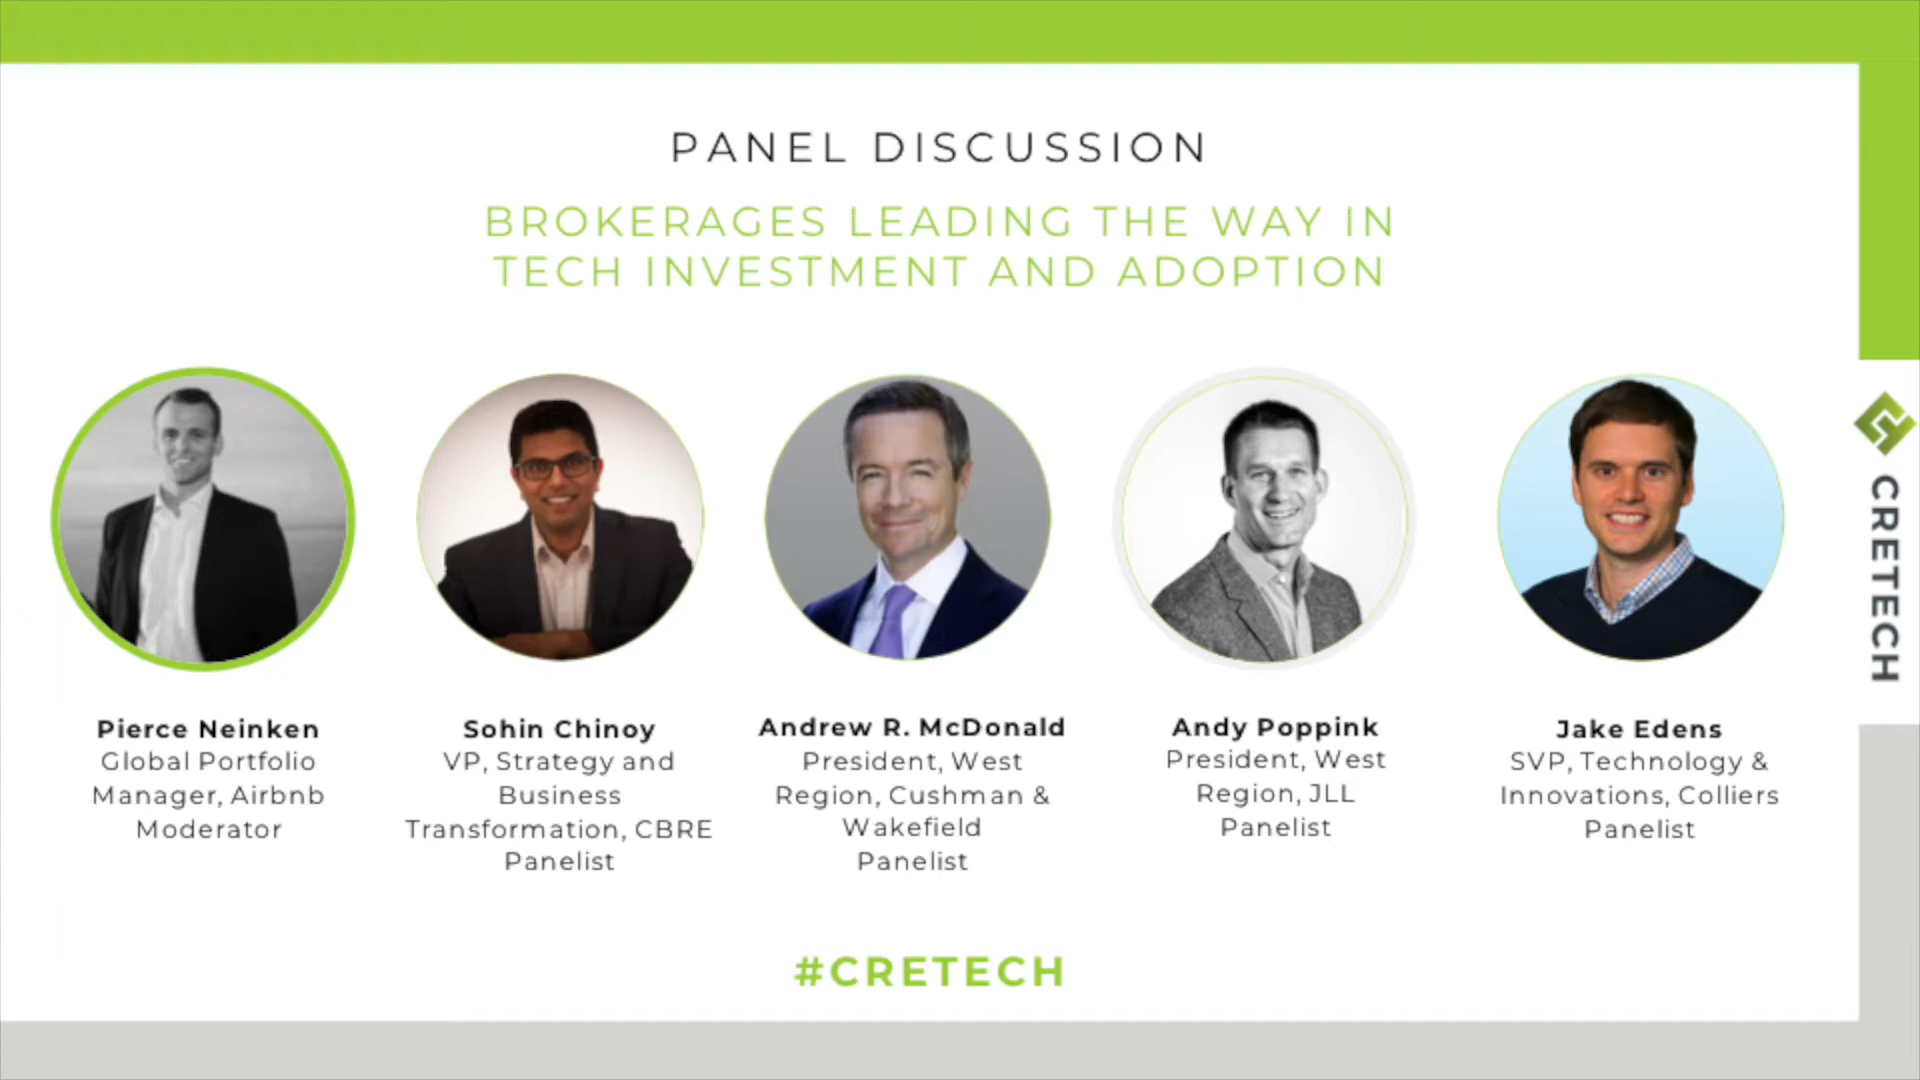 PANEL DISCUSSION
BROKERAGES LEADING THE WAY IN
TECH INVESTMENT AND ADOPTION
Pierce Neinken
Global Portfolio
Manager, Airbnb
Moderator
Sohin Chinoy
VP, Strategy and
Business
Transformation, CBRE
Panelist
Andrew R. McDonald
President, West
Region, Cushman &
Wakefield
Panelist
Andy Poppink
President, West
Region, JLL
Panelist
Jake Edens
SVP, Technology &
Innovations, Colliers
Panelist
#CRETECH
CRETECH